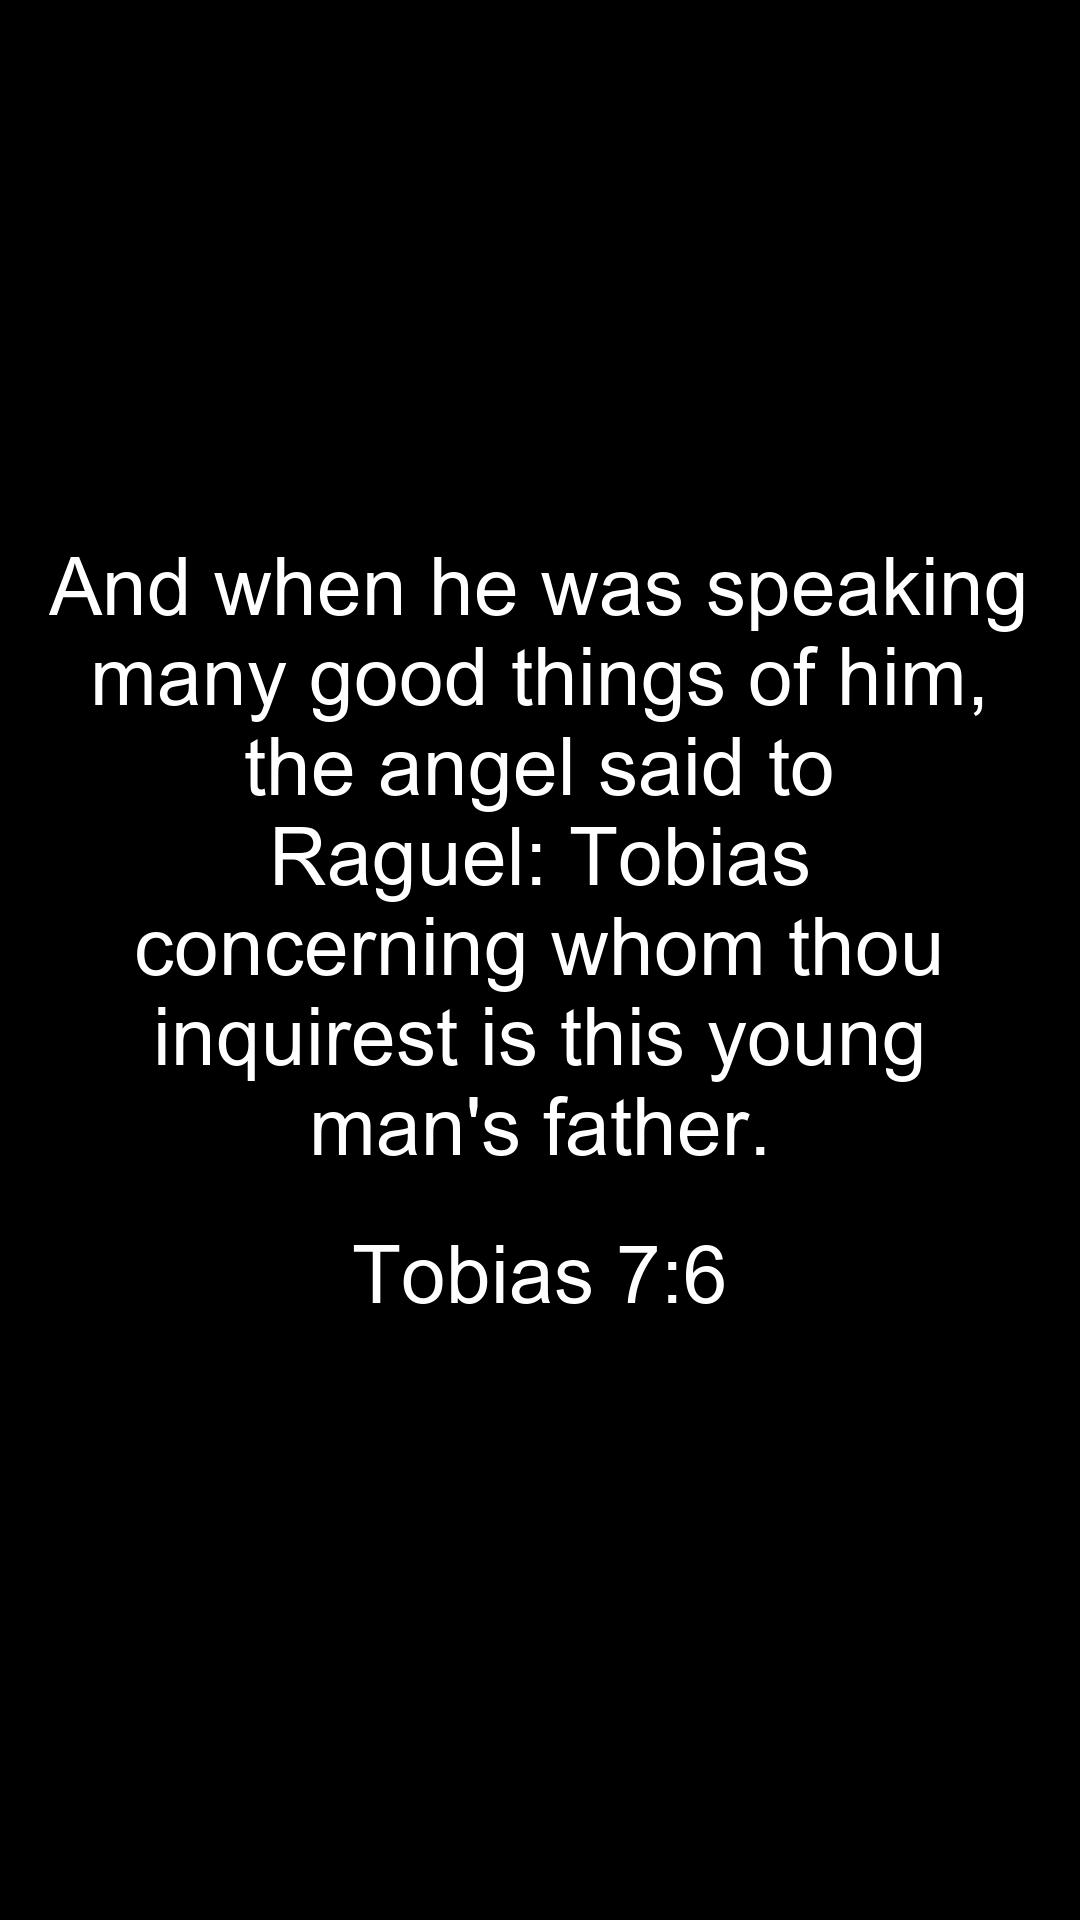 And when he was speaking
many good things of him,
the angel said to
Raguel: Tobias
concerning whom thou
inquirest is this young
man's father.
Tobias 7:6